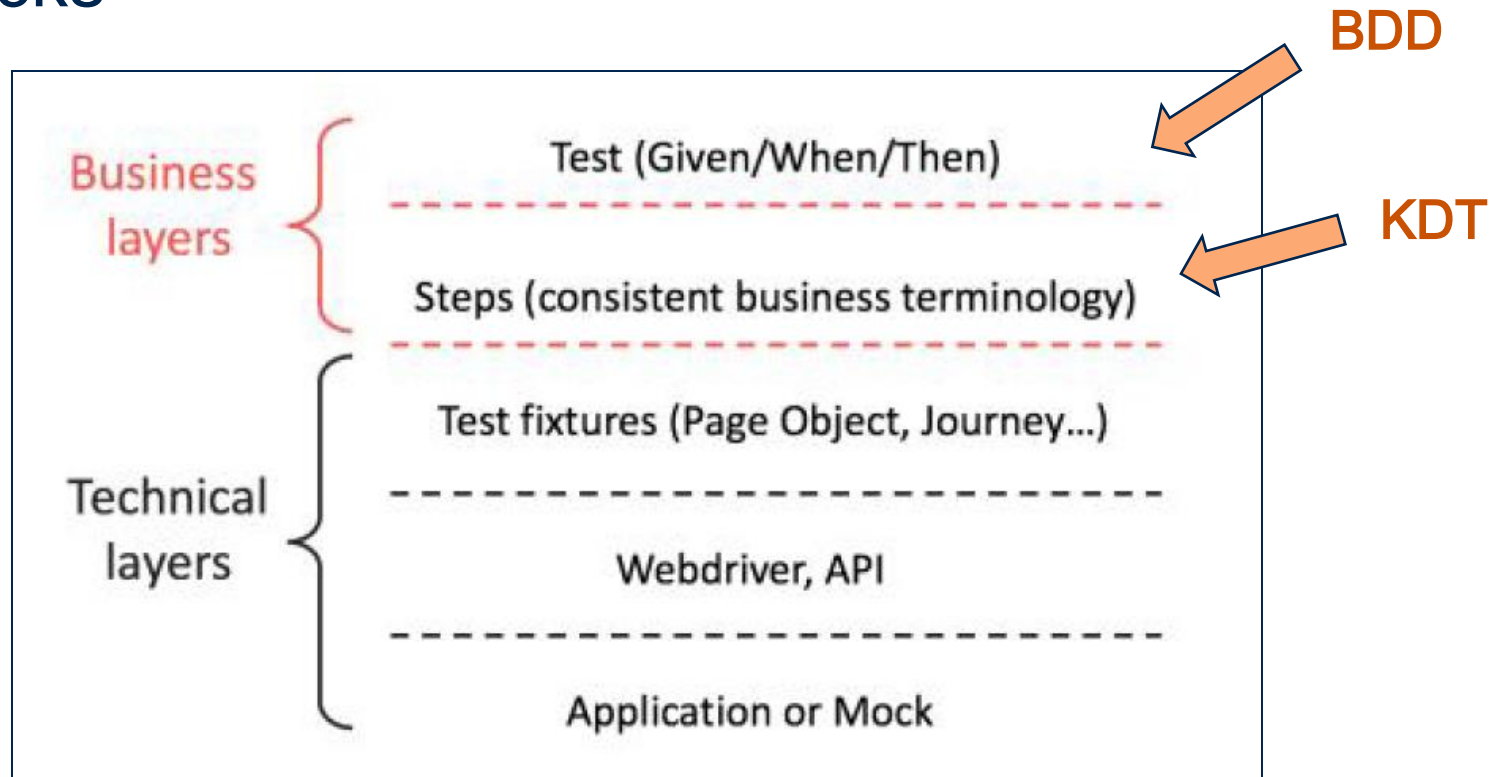 BDD
Business
layers
Test (Given/When/Then)
KDT
Steps (consistent business terminology)
Technical
layers
Test fixtures (Page Object, Journey...)
Webdriver, API
Application or Mock